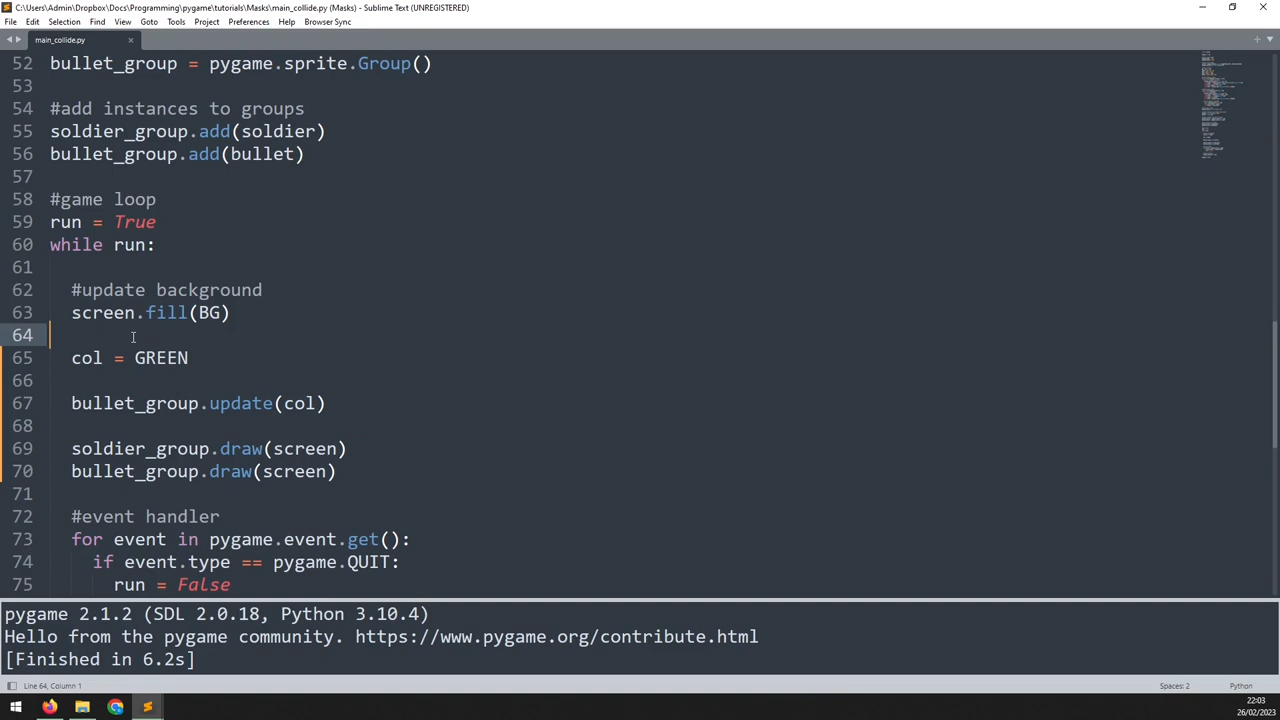 C:\Users\Admin\Dropbox\Docs\Programming\pygame\tutorials\Masks\main_collide.py (Masks) - Sublime Text (UNREGISTERED)
File Edit Selection Find View Goto Tools Project Preferences Help Browser Sync
main_collide.py
52 bullet_group = pygame.sprite.Group()
53
54 #add instances to groups
55 soldier_group.add(soldier)
56 bullet_group.add(bullet)
57
58 #game loop
59 run = True
60 while run:
61
62 #update background
63 screen.fill(BG)
64
65 col = GREEN
66
67 bullet_group.update(col)
68
69 soldier_group.draw(screen)
70 bullet_group.draw(screen)
71
72 #event handler
73 for event in pygame.event.get():
74 if event.type == pygame.QUIT:
75 run = False
pygame 2.1.2 (SDL 2.0.18, Python 3.10.4)
Hello from the pygame community. https://www.pygame.org/contribute.html
[Finished in 6.2s]
Line 64, Column 1 Spaces: 2 Python
22:03
26/02/2023